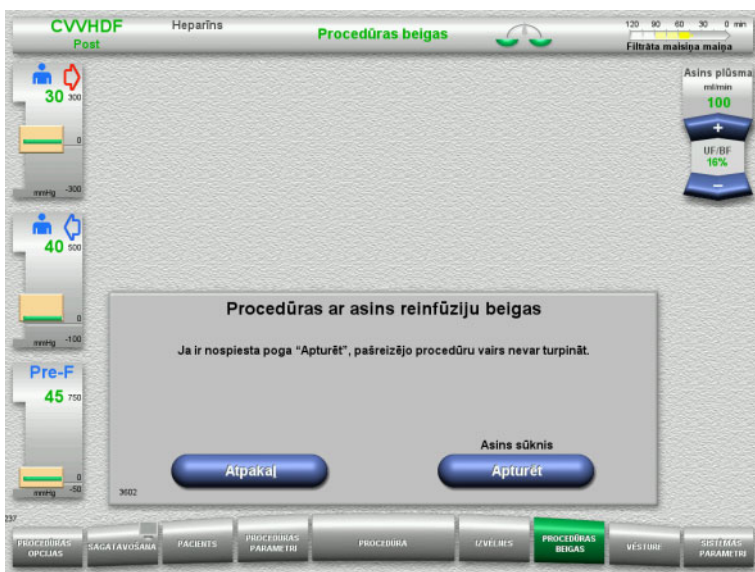 CVVHDF
Post
Heparīns
Procedūras beigas
120 90 60 30 0 min
Filtrāta maisiņa maiņa
30 300
0
mmHg -300
40 500
0
mmHg -100
Pre-F
45 750
0
mmHg -50
Asins plūsma
ml/min
100
+
UF/BF
16%
–
Procedūras ar asins reinfūziju beigas
Ja ir nospiesta poga “Apturēt”, pašreizējo procedūru vairs nevar turpināt.
Asins sūknis
Atpakaļ
Apturēt
3602
237
PROCEDŪRAS OPCIJAS
SAGATAVOŠANA
PACIENTS
PROCEDŪRAS PARAMETRI
PROCEDŪRA
IZVĒLNES
PROCEDŪRAS BEIGAS
VĒSTURE
SISTĒMAS PARAMETRI